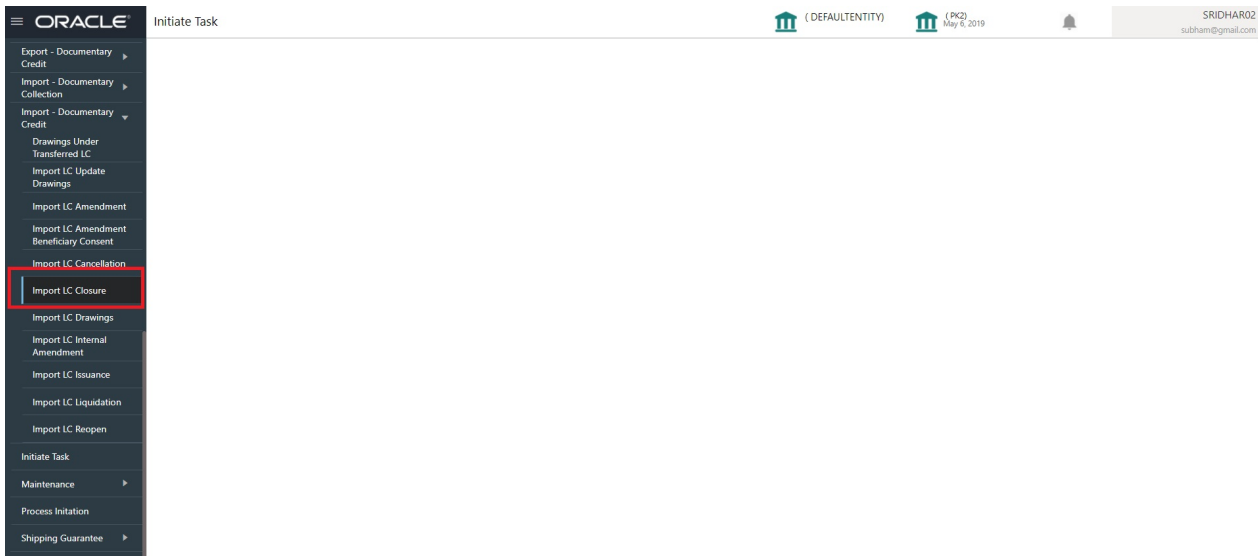 ORACLE
Initiate Task
( DEFAULTENTITY)
( PK2)
May 6, 2019
SRIDHAR02
subham@gmail.com
Export - Documentary
Credit
Import - Documentary
Collection
Import - Documentary
Credit
Drawings Under
Transferred LC
Import LC Update
Drawings
Import LC Amendment
Import LC Amendment
Beneficiary Consent
Import LC Cancellation
Import LC Closure
Import LC Drawings
Import LC Internal
Amendment
Import LC Issuance
Import LC Liquidation
Import LC Reopen
Initiate Task
Maintenance
Process Initation
Shipping Guarantee